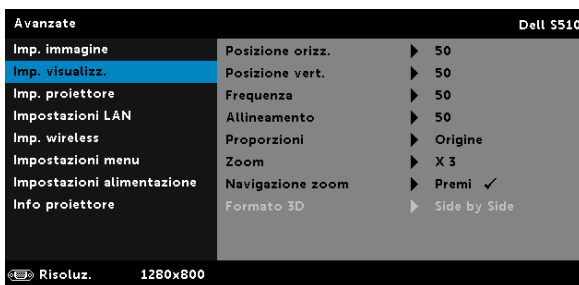 Avanzate Dell S510
Imp. immagine Posizione orizz. 50
Imp. visualizz. Posizione vert. 50
Imp. proiettore Frequenza 50
Impostazioni LAN Allineamento 50
Imp. wireless Proporzioni Origine
Impostazioni menu Zoom X 3
Impostazioni alimentazione Navigazione zoom Premi ✓
Info proiettore Formato 3D Side by Side
Risoluz. 1280x800